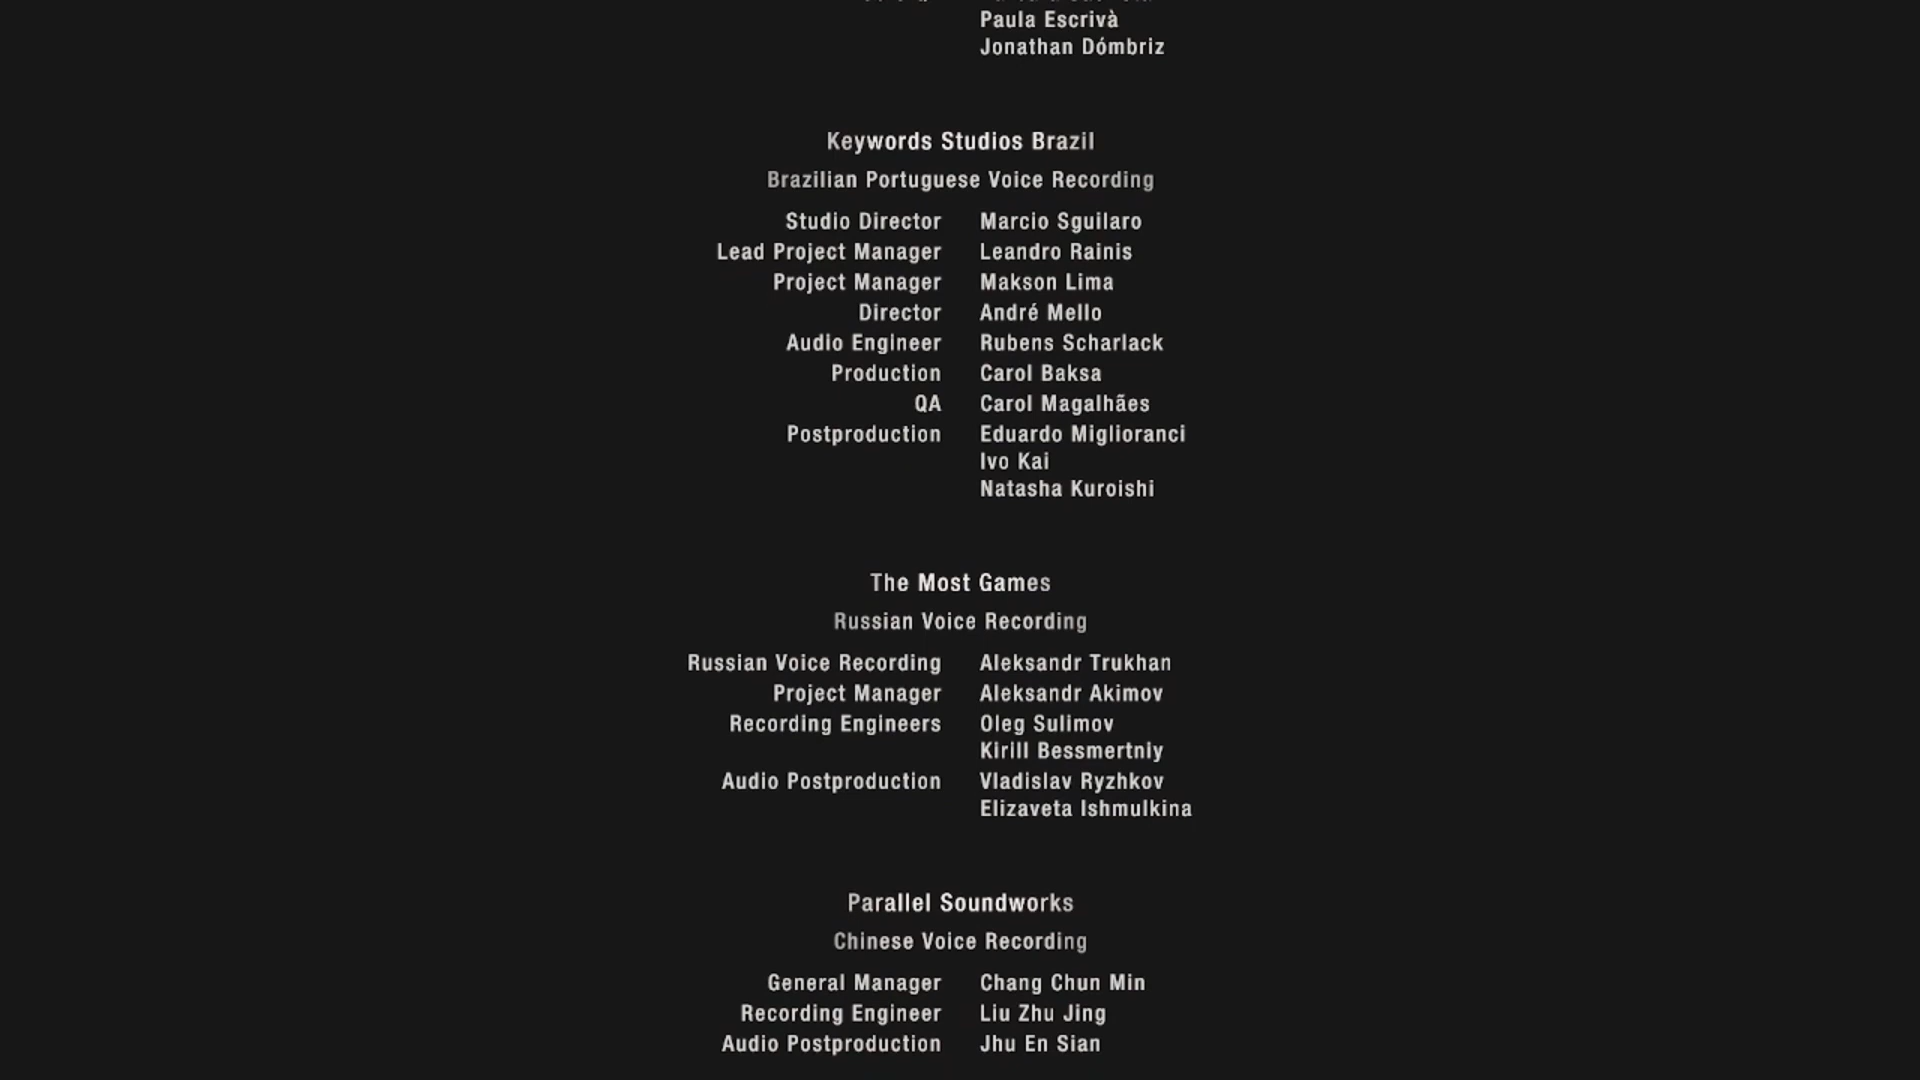 Paula Escrivà
Jonathan Dómbriz
Keywords Studios Brazil
Brazilian Portuguese Voice Recording
Studio Director Marcio Sguilaro
Lead Project Manager Leandro Rainis
Project Manager Makson Lima
Director André Mello
Audio Engineer Rubens Scharlack
Production Carol Baksa
QA Carol Magalhães
Postproduction Eduardo Miglioranci
Ivo Kai
Natasha Kuroishi
The Most Games
Russian Voice Recording
Russian Voice Recording Aleksandr Trukhan
Project Manager Aleksandr Akimov
Recording Engineers Oleg Sulimov
Kirill Bessmertniy
Audio Postproduction Vladislav Ryzhkov
Elizaveta Ishmulkina
Parallel Soundworks
Chinese Voice Recording
General Manager Chang Chun Min
Recording Engineer Liu Zhu Jing
Audio Postproduction Jhu En Sian